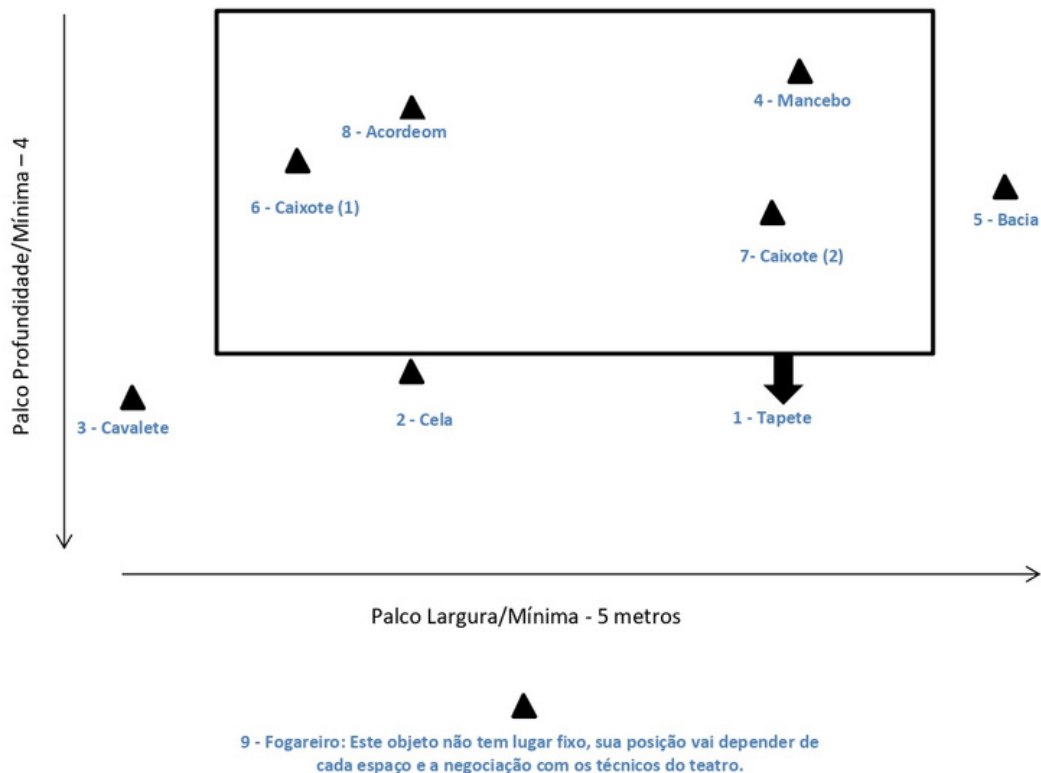 Palco Profundidade/Mínima – 4
4 - Mancebo
8 - Acordeom
6 - Caixote (1)
5 - Bacia
7- Caixote (2)
3 - Cavalete
2 - Cela
1 - Tapete
Palco Largura/Mínima - 5 metros
9 - Fogareiro: Este objeto não tem lugar fixo, sua posição vai depender de
cada espaço e a negociação com os técnicos do teatro.